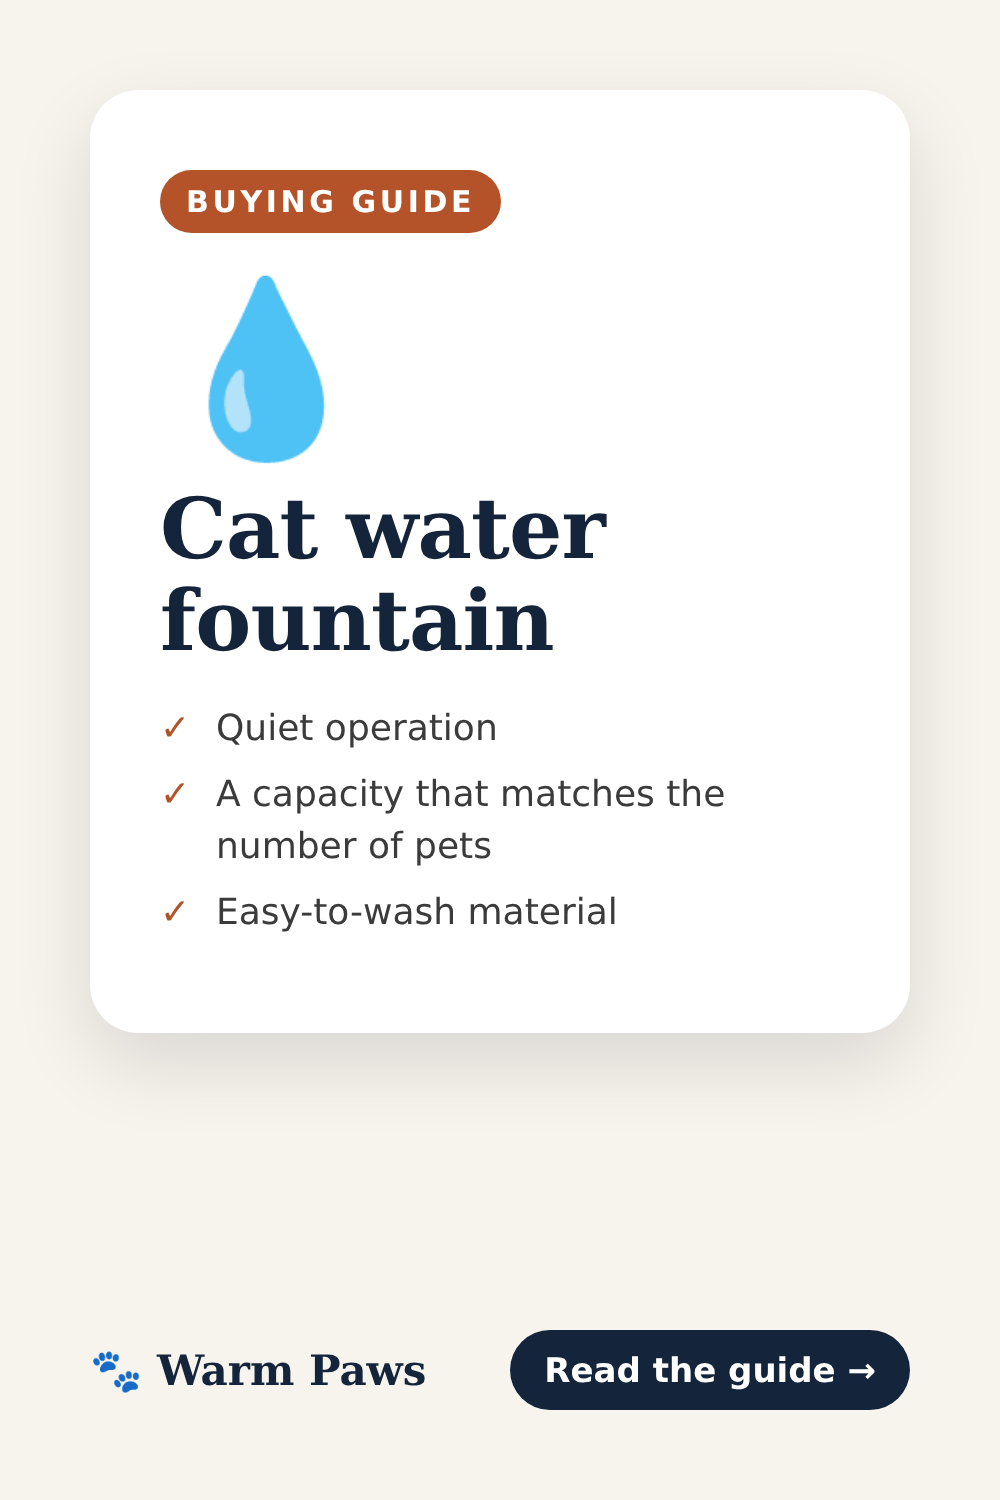 BUYING GUIDE
Cat water
fountain
✓ Quiet operation
✓ A capacity that matches the
number of pets
✓ Easy-to-wash material
Warm Paws
Read the guide →